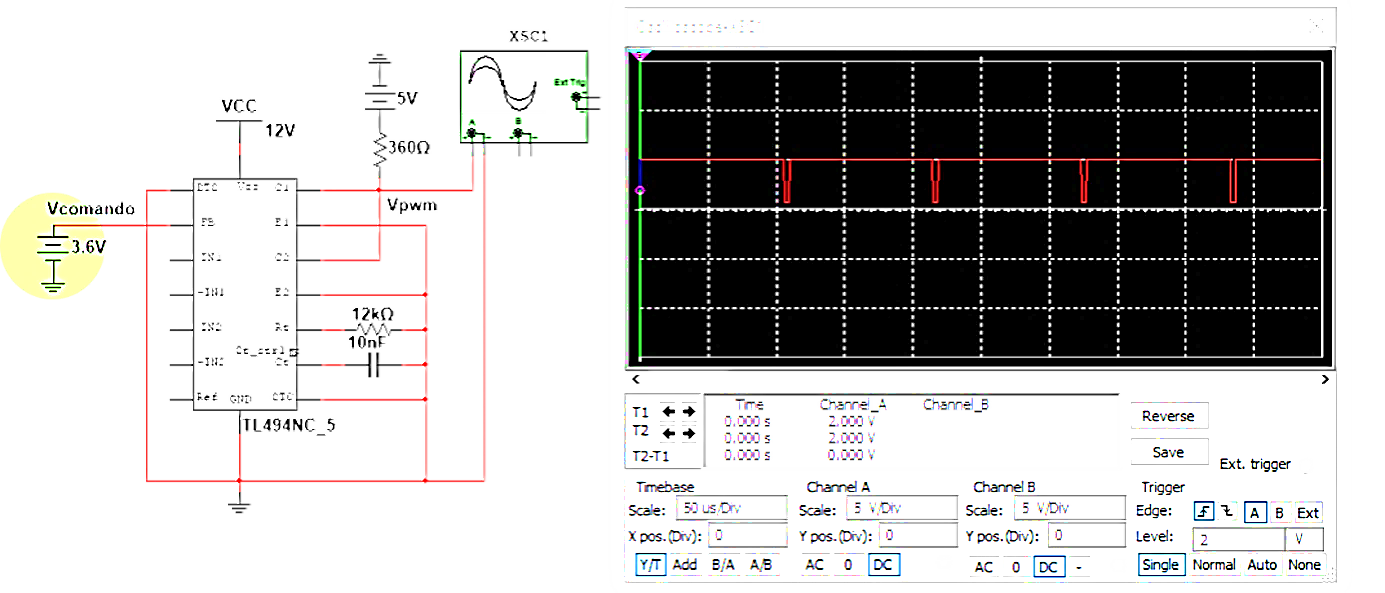 XSC1
Ext Trig
A
B
VCC
12V
5V
360Ω
Vcomando
3.6V
Vpwm
DTC
Vcc
C1
FB
E1
IN1
C2
-IN1
E2
IN2
Rt
12kΩ
Ct_ctrl
10nF
-IN2
Ct
Ref
GND
OTC
TL494NC_5
T1
T2
T2-T1
Time
Channel_A
Channel_B
0.000 s
2.000 V
0.000 s
2.000 V
0.000 s
0.000 V
Reverse
Save
Ext. trigger
Timebase
Channel A
Channel B
Trigger
Scale:
50 us/Div
Scale:
5 V/Div
Scale:
5 V/Div
Edge:
A
B
Ext
X pos.(Div):
0
Y pos.(Div):
0
Y pos.(Div):
0
Level:
2
V
Y/T
Add
B/A
A/B
AC
0
DC
AC
0
DC
-
Single
Normal
Auto
None